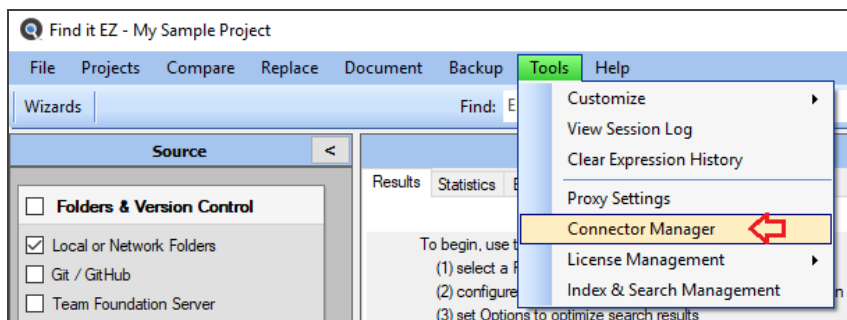 Find it EZ - My Sample Project
File Projects Compare Replace Document Backup Tools Help
Wizards Find: E
Customize
View Session Log
Clear Expression History
Proxy Settings
Connector Manager
License Management
Index & Search Management
Source <
Folders & Version Control
Local or Network Folders
Git / GitHub
Team Foundation Server
Results Statistics
To begin, use
(1) select a
(2) configure
(3) set Options to optimize search results